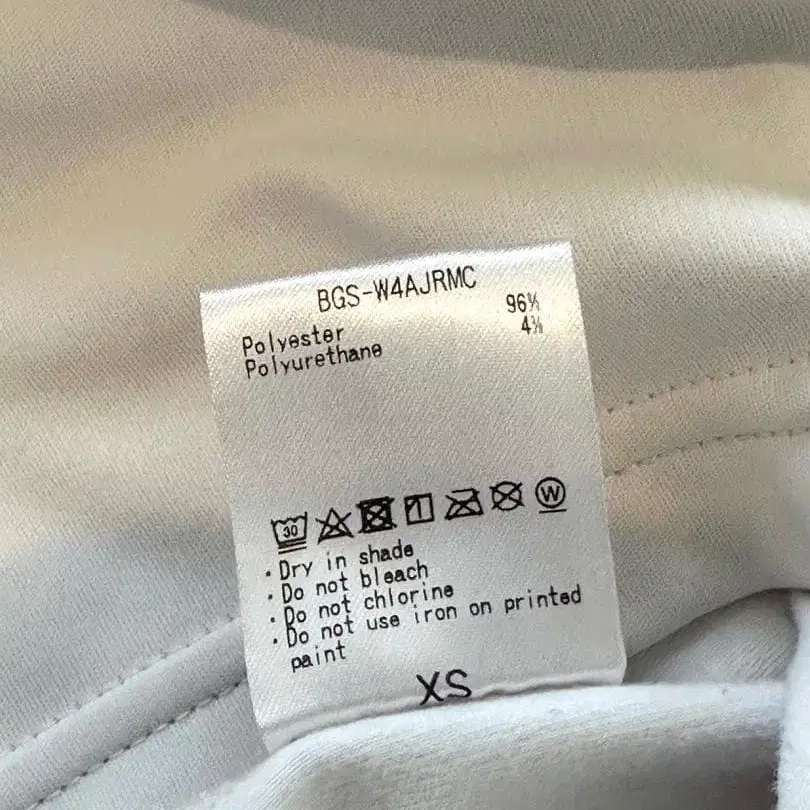 BGS-W4AJRMC
Polyester 96%
Polyurethane 4%
30 W
・Dry in shade
・Do not bleach
・Do not chlorine
・Do not use iron on printed
paint
XS